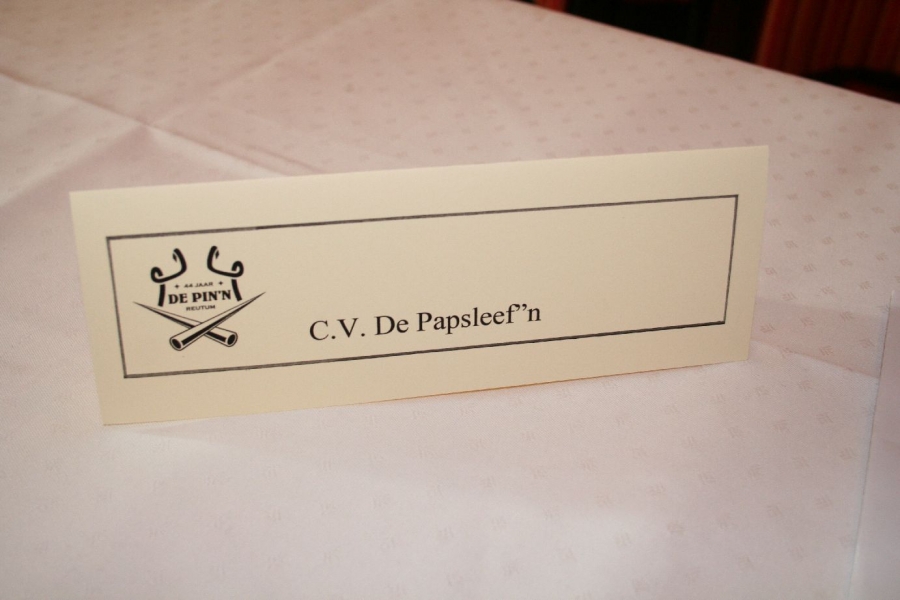 44 JAAR
DE PIN'N
REUTUM
C.V. De Papsleef”n